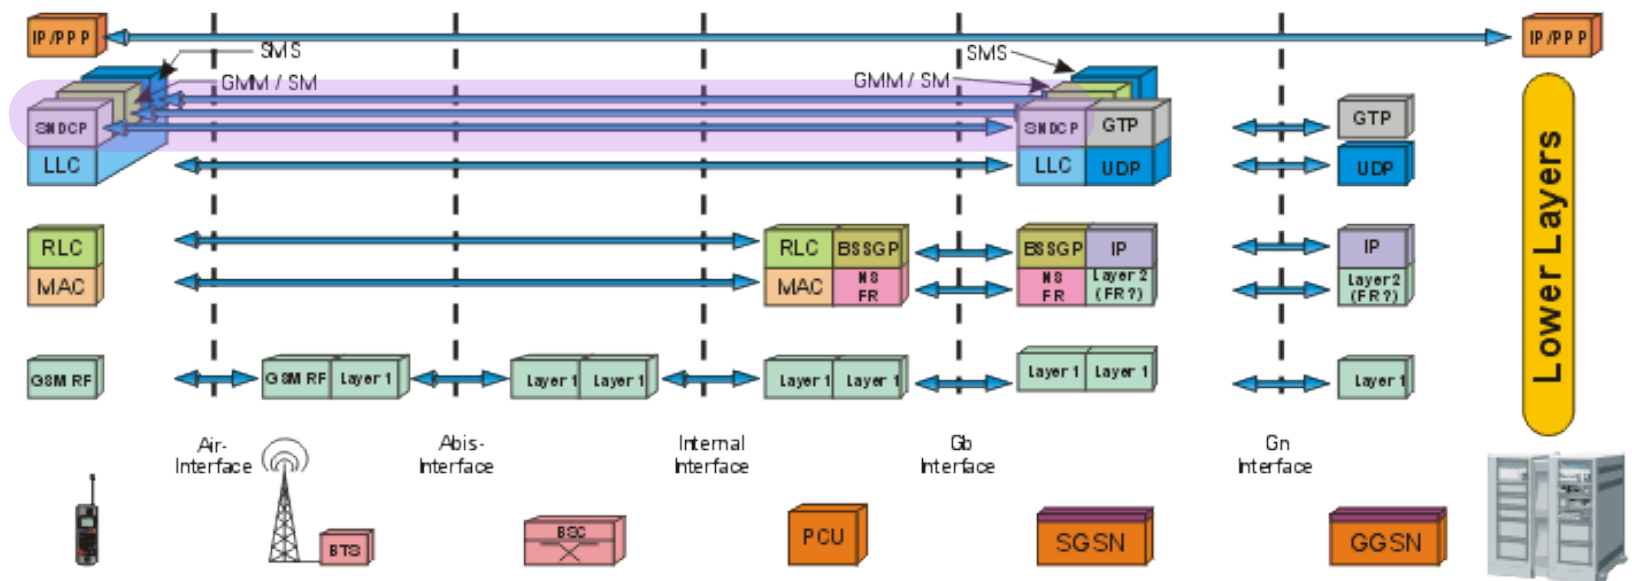 IP/PPP
IP/PPP
SMS
GMM / SM
SMS
GMM / SM
SNDCP
SNDCP
GTP
GTP
LLC
LLC
UDP
UDP
RLC
RLC
BSSGP
BSSGP
IP
IP
MAC
MAC
NS
FR
NS
FR
Layer 2
(FR?)
Layer 2
(FR?)
GSM RF
GSM RF
Layer 1
Layer 1
Layer 1
Layer 1
Layer 1
Layer 1
Layer 1
Layer 1
Lower Layers
Air-
Interface
Abis-
Interface
Internal
Interface
Gb
Interface
Gn
Interface
BTS
BSC
PCU
SGSN
GGSN